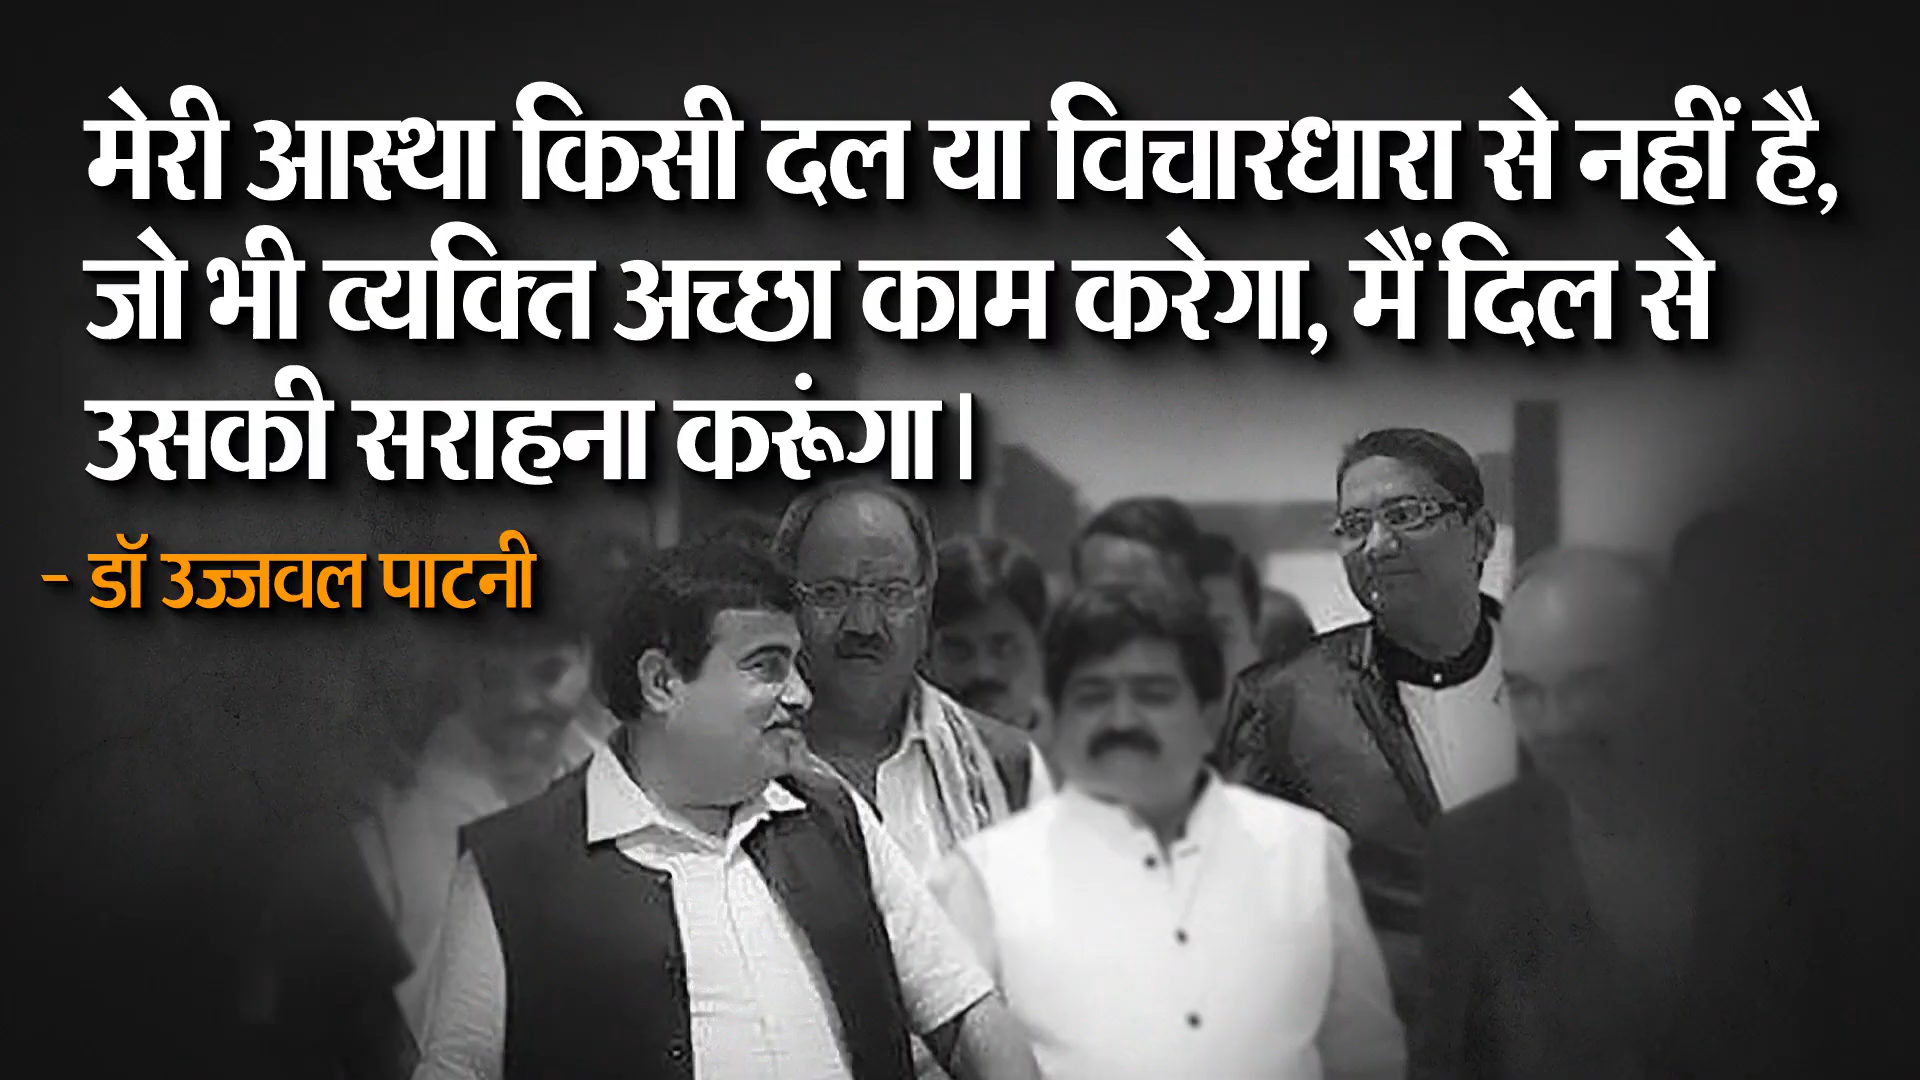 मेरी आस्था किसी दल या विचारधारा से नहीं है,
जो भी व्यक्ति अच्छा काम करेगा, मैं दिल से
उसकी सराहना करूंगा।
- डॉ उज्जवल पाटनी